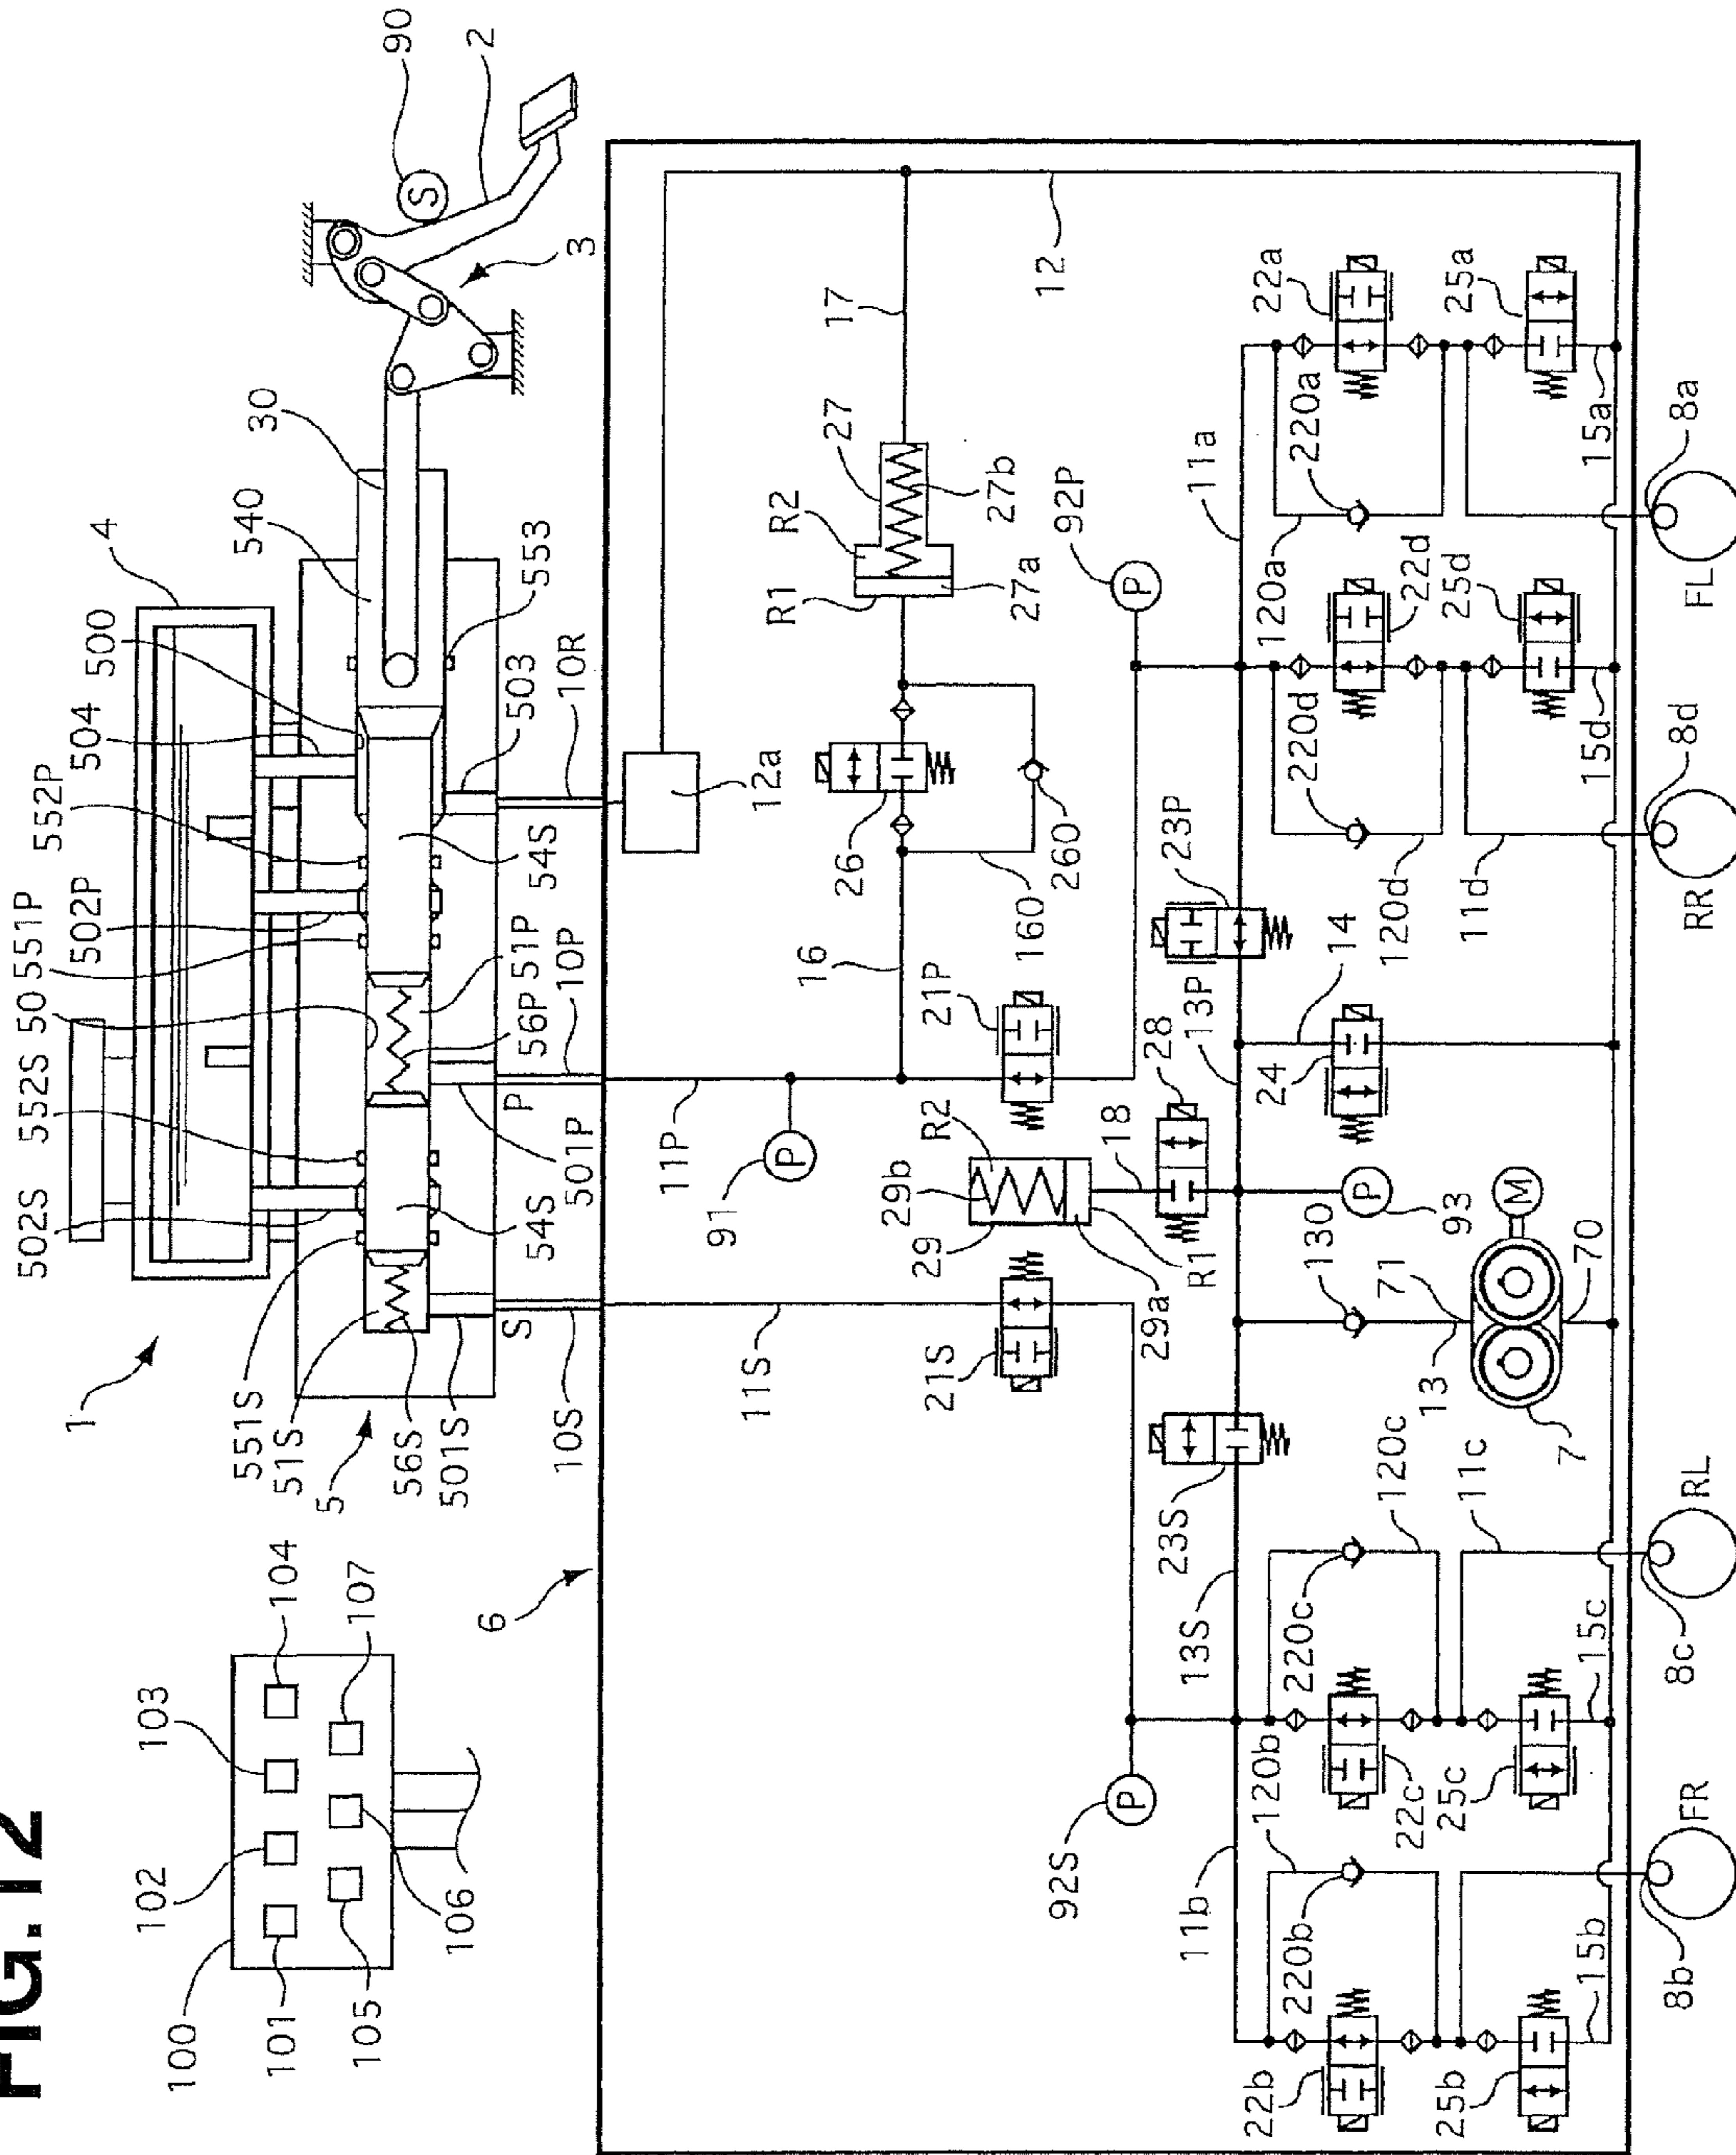 FIG.12
100
101
102
103
104
105
106
107
1
4
5
6
502S
552S
50
551P
502P
552P
504
500
540
30
3
2
90
S
551S
51S
56S
501S
54S
S
P
501P
56P
51P
54S
503
553
10S
10P
10R
12a
11S
11P
91
P
16
26
160
260
R1
R2
27
27a
27b
17
12
21S
29
29b
R2
29a
R1
18
28
21P
92P
P
92S
P
11b
13S
23S
13P
23P
14
24
11a
130
13
71
70
7
M
93
P
120b
220b
22b
25b
15b
8b
FR
120c
220c
22c
25c
15c
11c
8c
RL
120d
220d
22d
25d
15d
11d
8d
RR
120a
220a
22a
25a
15a
8a
FL